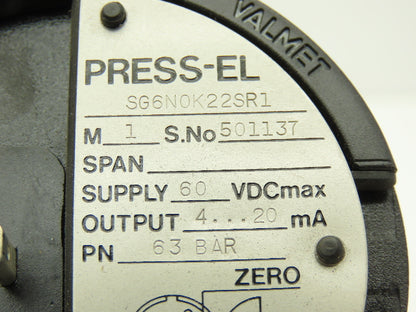 VALMET
PRESS-EL
SG6N0K22SR1
M 1 S.No 501137
SPAN
SUPPLY 60 VDCmax
OUTPUT 4...20 mA
PN 63 BAR
ZERO